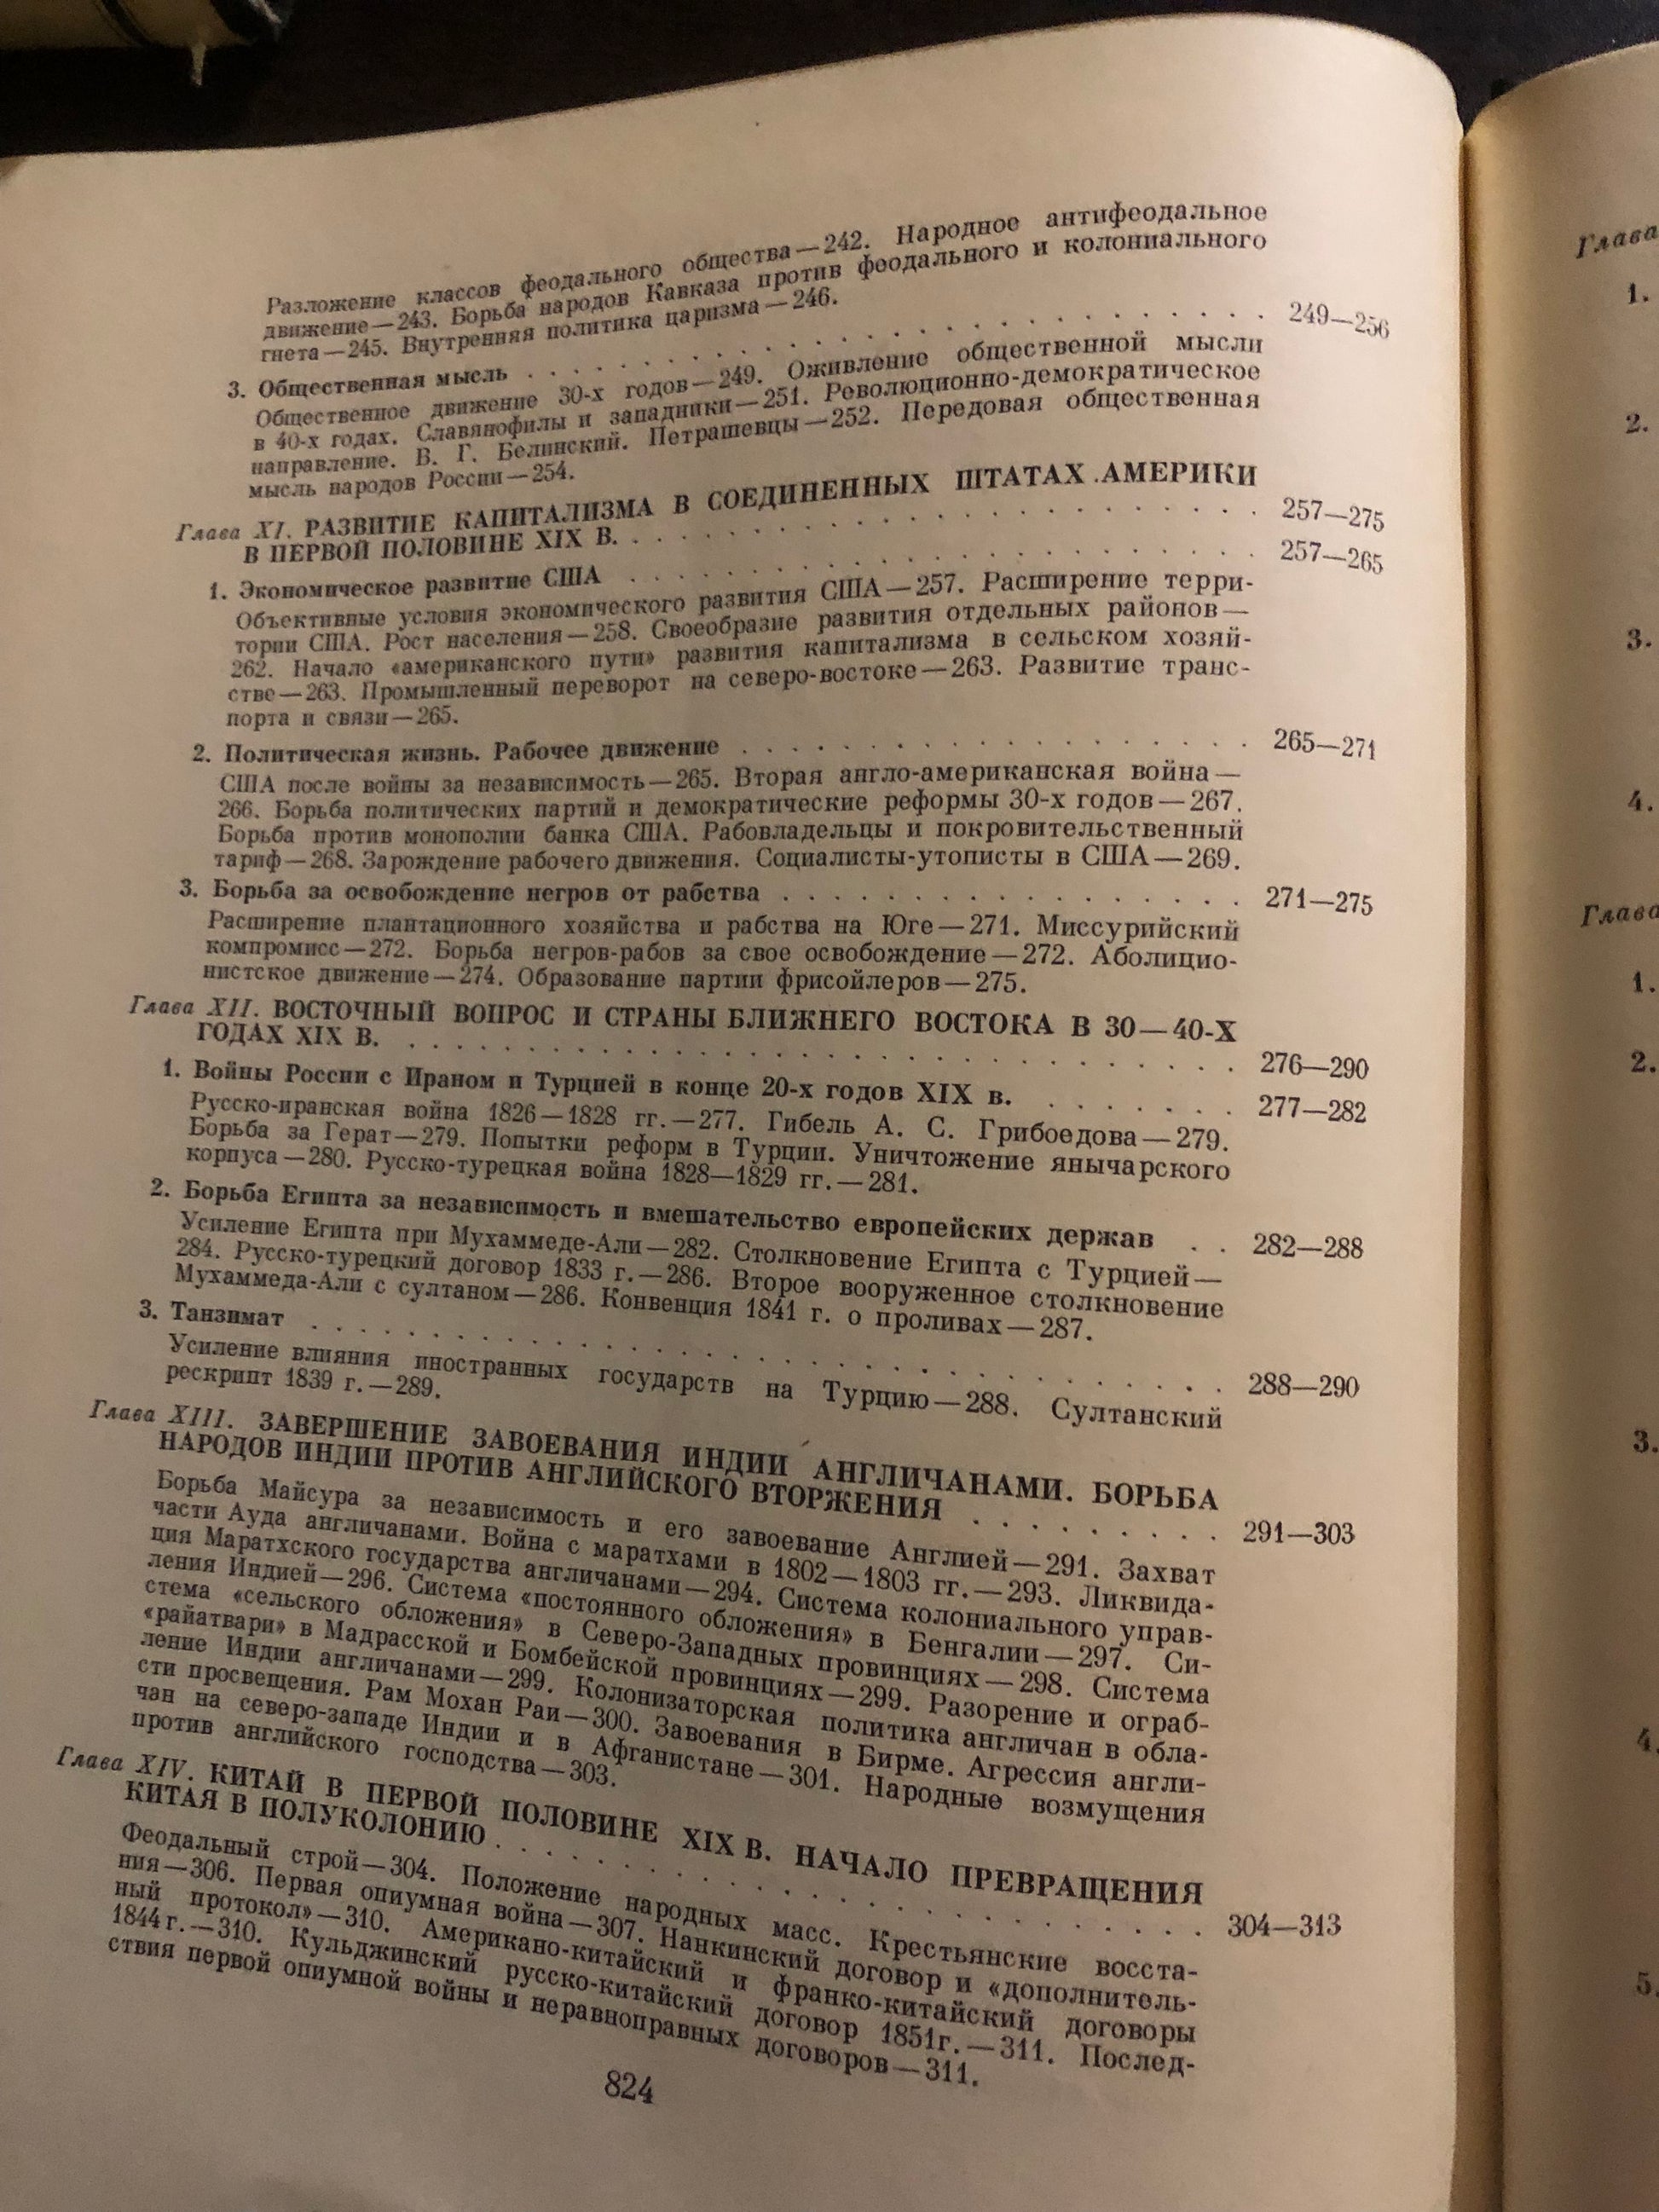 Разложение классов феодального общества—242. Народное антифеодальное
движение—243. Борьба народов Кавказа против феодального и колониального
гнета—245. Внутренняя политика царизма—246.
3. Общественная мысль . . . . . . . . . . . . . . . . . . . . 249—256
Общественное движение 30-х годов—249. Оживление общественной мысли
в 40-х годах. Славянофилы и западники—251. Революционно-демократическое
направление. В. Г. Белинский. Петрашевцы—252. Передовая общественная
мысль народов России—254.
Глава XI. РАЗВИТИЕ КАПИТАЛИЗМА В СОЕДИНЕННЫХ ШТАТАХ АМЕРИКИ
В ПЕРВОЙ ПОЛОВИНЕ XIX В. . . . . . . . . . . . . . . . . . 257—275
1. Экономическое развитие США . . . . . . . . . . . . . . . . . 257—265
Объективные условия экономического развития США—257. Расширение терри-
тории США. Рост населения—258. Своеобразие развития отдельных районов—
262. Начало «американского пути» развития капитализма в сельском хозяй-
стве—263. Промышленный переворот на северо-востоке—263. Развитие транс-
порта и связи—265.
2. Политическая жизнь. Рабочее движение . . . . . . . . . . . . . . 265—271
США после войны за независимость—265. Вторая англо-американская война—
266. Борьба политических партий и демократические реформы 30-х годов—267.
Борьба против монополии банка США. Рабовладельцы и покровительственный
тариф—268. Зарождение рабочего движения. Социалисты-утописты в США—269.
3. Борьба за освобождение негров от рабства . . . . . . . . . . . . . 271—275
Расширение плантационного хозяйства и рабства на Юге—271. Миссурийский
компромисс—272. Борьба негров-рабов за свое освобождение—272. Аболицио-
нистское движение—274. Образование партии фрисойлеров—275.
Глава XII. ВОСТОЧНЫЙ ВОПРОС И СТРАНЫ БЛИЖНЕГО ВОСТОКА В 30—40-Х
ГОДАХ XIX В. . . . . . . . . . . . . . . . . . . . . . . . 276—290
1. Войны России с Ираном и Турцией в конце 20-х годов XIX в. . . . . . . . 277—282
Русско-иранская война 1826—1828 гг.—277. Гибель А. С. Грибоедова—279.
Борьба за Герат—279. Попытки реформ в Турции. Уничтожение янычарского
корпуса—280. Русско-турецкая война 1828—1829 гг.—281.
2. Борьба Египта за независимость и вмешательство европейских держав . . 282—288
Усиление Египта при Мухаммеде-Али—282. Столкновение Египта с Турцией—
284. Русско-турецкий договор 1833 г.—286. Второе вооруженное столкновение
Мухаммеда-Али с султаном—286. Конвенция 1841 г. о проливах—287.
3. Танзимат . . . . . . . . . . . . . . . . . . . . . . . . 288—290
Усиление влияния иностранных государств на Турцию—288. Султанский
рескрипт 1839 г.—289.
Глава XIII. ЗАВЕРШЕНИЕ ЗАВОЕВАНИЯ ИНДИИ АНГЛИЧАНАМИ. БОРЬБА
НАРОДОВ ИНДИИ ПРОТИВ АНГЛИЙСКОГО ВТОРЖЕНИЯ . . . . . . . . . 291—303
Борьба Майсура за независимость и его завоевание Англией—291. Захват
части Ауда англичанами. Война с маратхами в 1802—1803 гг.—293. Ликвида-
ция Маратхского государства англичанами—294. Система колониального управ-
ления Индией—296. Система «постоянного обложения» в Бенгалии—297. Си-
стема «сельского обложения» в Северо-Западных провинциях—298. Система
«райатвари» в Мадрасской и Бомбейской провинциях—299. Разорение и ограб-
ление Индии англичанами—299. Колонизаторская политика англичан в обла-
сти просвещения. Рам Мохан Раи—300. Завоевания в Бирме. Агрессия англи-
чан на северо-западе Индии и в Афганистане—301. Народные возмущения
против английского господства—303.
Глава XIV. КИТАЙ В ПЕРВОЙ ПОЛОВИНЕ XIX В. НАЧАЛО ПРЕВРАЩЕНИЯ
КИТАЯ В ПОЛУКОЛОНИЮ . . . . . . . . . . . . . . . . . . . 304—313
Феодальный строй—304. Положение народных масс. Крестьянские восста-
ния—306. Первая опиумная война—307. Нанкинский договор и «дополнитель-
ный протокол»—310. Американо-китайский и франко-китайский договоры
1844 г.—310. Кульджинский русско-китайский договор 1851г.—311. Послед-
ствия первой опиумной войны и неравноправных договоров—311.
824
Глава
1.
2.
3.
4.
Глава
1.
2.
3.
4.
5.